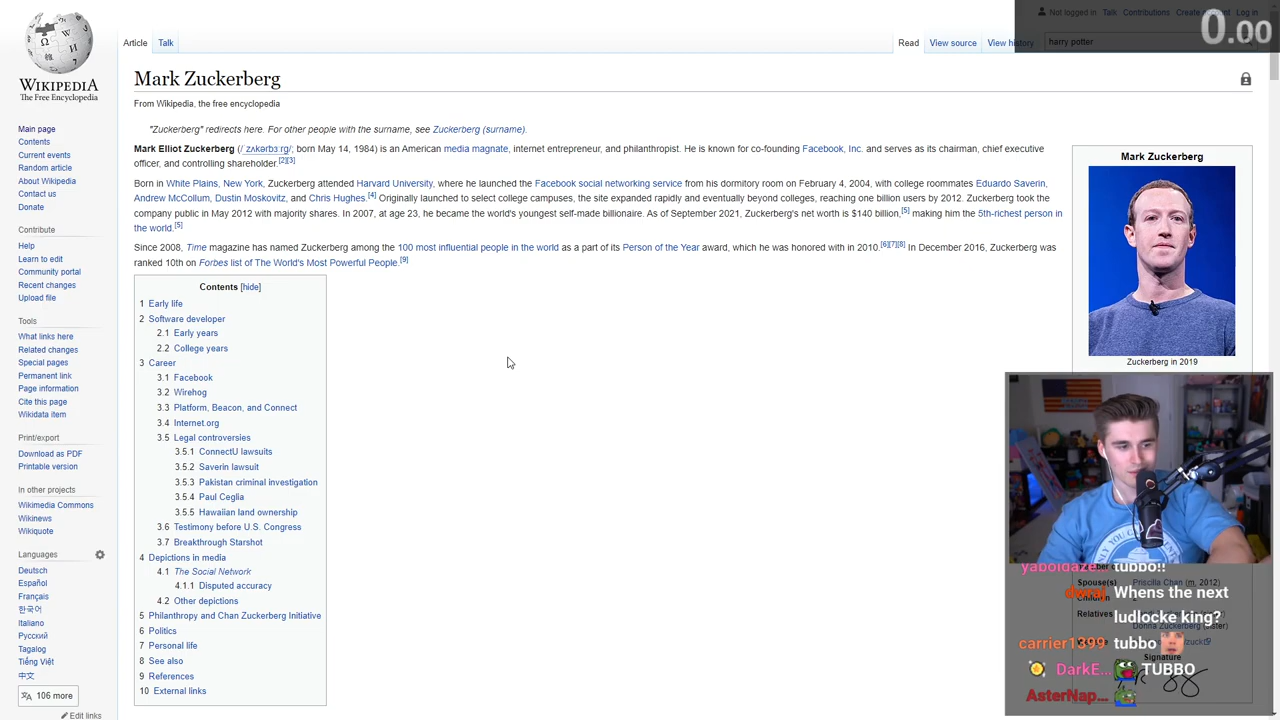 Not logged in Talk Contributions Create account Log in
0.00
Article Talk
Read View source View history
harry potter
WIKIPEDIA
The Free Encyclopedia
Main page
Contents
Current events
Random article
About Wikipedia
Contact us
Donate
Contribute
Help
Learn to edit
Community portal
Recent changes
Upload file
Tools
What links here
Related changes
Special pages
Permanent link
Page information
Cite this page
Wikidata item
Print/export
Download as PDF
Printable version
In other projects
Wikimedia Commons
Wikinews
Wikiquote
Languages
Deutsch
Español
Français
한국어
Italiano
Русский
Tagalog
Tiếng Việt
中文
106 more
Edit links
Mark Zuckerberg
From Wikipedia, the free encyclopedia
"Zuckerberg" redirects here. For other people with the surname, see Zuckerberg (surname).
Mark Elliot Zuckerberg (/ˈzʌkərbɜːrɡ/; born May 14, 1984) is an American media magnate, internet entrepreneur, and philanthropist. He is known for co-founding Facebook, Inc. and serves as its chairman, chief executive
officer, and controlling shareholder.[2][3]
Born in White Plains, New York, Zuckerberg attended Harvard University, where he launched the Facebook social networking service from his dormitory room on February 4, 2004, with college roommates Eduardo Saverin,
Andrew McCollum, Dustin Moskovitz, and Chris Hughes.[4] Originally launched to select college campuses, the site expanded rapidly and eventually beyond colleges, reaching one billion users by 2012. Zuckerberg took the
company public in May 2012 with majority shares. In 2007, at age 23, he became the world's youngest self-made billionaire. As of September 2021, Zuckerberg's net worth is $140 billion,[5] making him the 5th-richest person in
the world.[5]
Since 2008, Time magazine has named Zuckerberg among the 100 most influential people in the world as a part of its Person of the Year award, which he was honored with in 2010.[6][7][8] In December 2016, Zuckerberg was
ranked 10th on Forbes list of The World's Most Powerful People.[9]
Contents [hide]
1 Early life
2 Software developer
2.1 Early years
2.2 College years
3 Career
3.1 Facebook
3.2 Wirehog
3.3 Platform, Beacon, and Connect
3.4 Internet.org
3.5 Legal controversies
3.5.1 ConnectU lawsuits
3.5.2 Saverin lawsuit
3.5.3 Pakistan criminal investigation
3.5.4 Paul Ceglia
3.5.5 Hawaiian land ownership
3.6 Testimony before U.S. Congress
3.7 Breakthrough Starshot
4 Depictions in media
4.1 The Social Network
4.1.1 Disputed accuracy
4.2 Other depictions
5 Philanthropy and Chan Zuckerberg Initiative
6 Politics
7 Personal life
8 See also
9 References
10 External links
Mark Zuckerberg
Zuckerberg in 2019
yaboidaze... tubbo!!
Spouse(s) Priscilla Chan (m. 2012)
dwraj Whens the next
ludlocke king?
Relatives
Donna Zuckerberg (sister)
carrier1399 tubbo
Signature
DarkE... TUBBO
AsterNap...